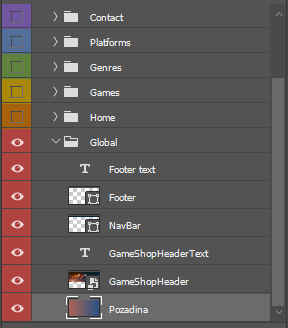 Contact
Platforms
Genres
Games
Home
Global
T Footer text
Footer
NavBar
T GameShopHeaderText
GameShopHeader
Pozadina